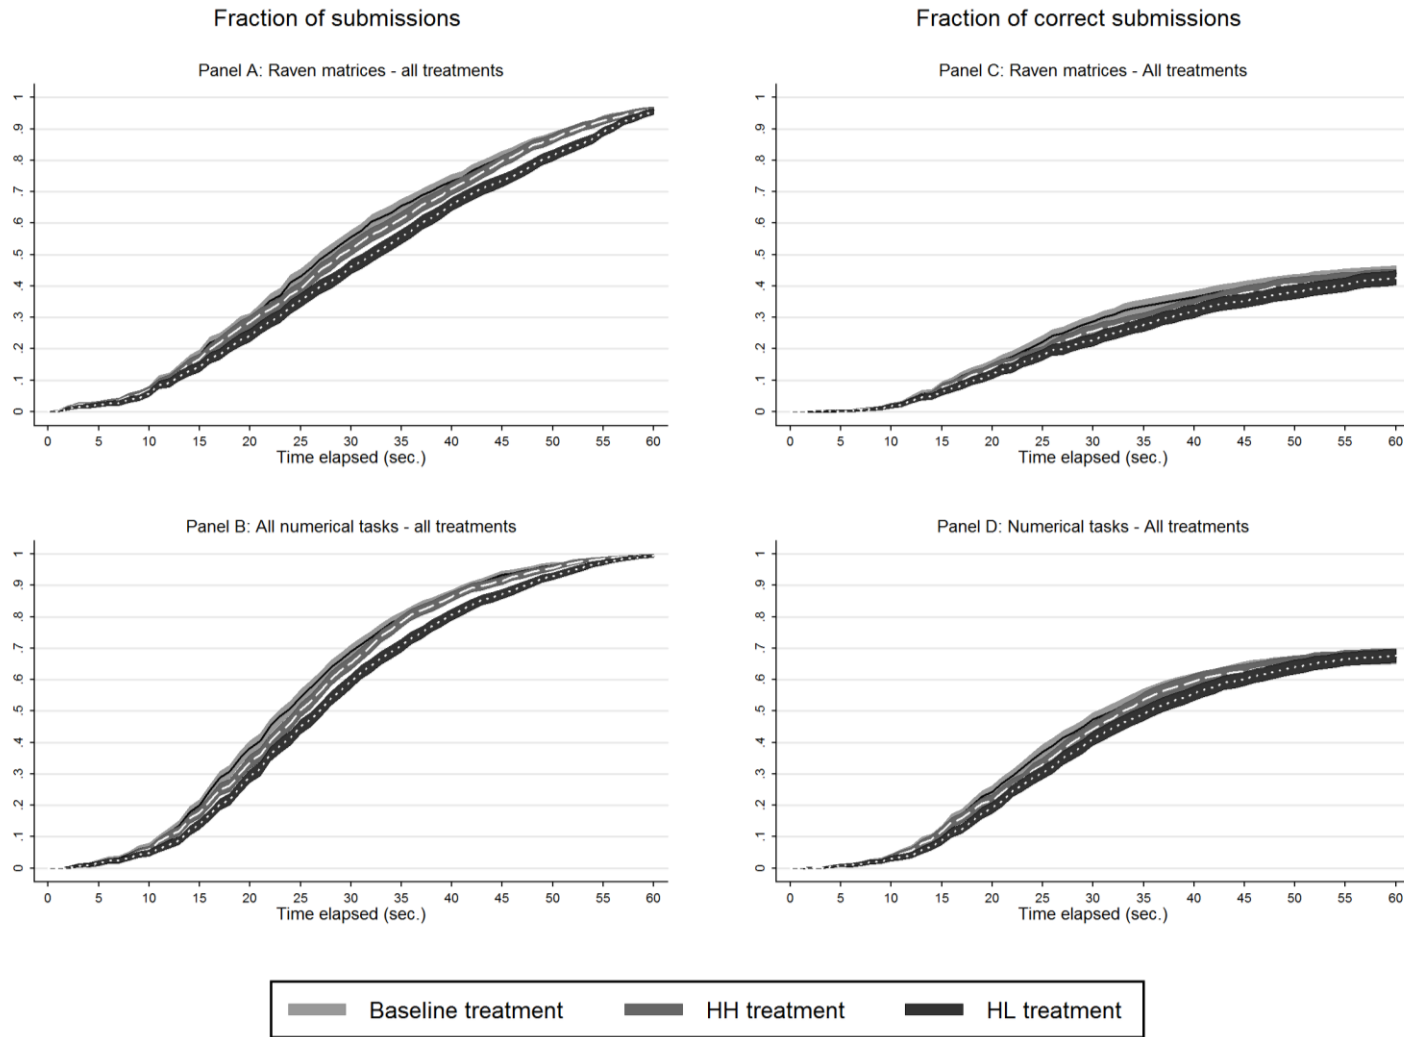 Fraction of submissions
Fraction of correct submissions
Panel A: Raven matrices - all treatments
1
.9
.8
.7
.6
.5
.4
.3
.2
.1
0
0 5 10 15 20 25 30 35 40 45 50 55 60
Time elapsed (sec.)
Panel C: Raven matrices - All treatments
1
.9
.8
.7
.6
.5
.4
.3
.2
.1
0
0 5 10 15 20 25 30 35 40 45 50 55 60
Time elapsed (sec.)
Panel B: All numerical tasks - all treatments
1
.9
.8
.7
.6
.5
.4
.3
.2
.1
0
0 5 10 15 20 25 30 35 40 45 50 55 60
Time elapsed (sec.)
Panel D: Numerical tasks - All treatments
1
.9
.8
.7
.6
.5
.4
.3
.2
.1
0
0 5 10 15 20 25 30 35 40 45 50 55 60
Time elapsed (sec.)
Baseline treatment HH treatment HL treatment